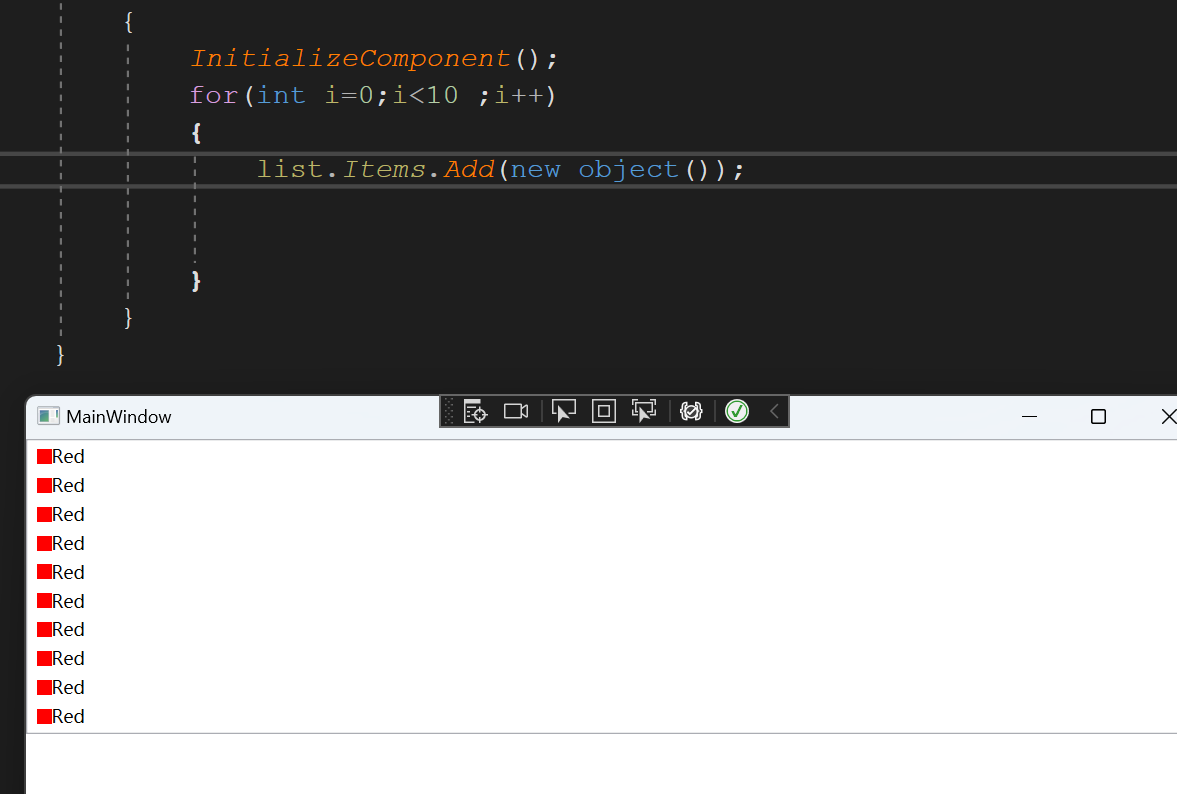 {
InitializeComponent();
for(int i=0;i<10 ;i++)
{
list.Items.Add(new object());
}
}
}
MainWindow
Red
Red
Red
Red
Red
Red
Red
Red
Red
Red